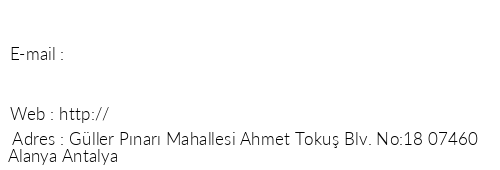 E-mail :
Web : http://
Adres : Güller Pınarı Mahallesi Ahmet Tokuş Blv. No:18 07460
Alanya Antalya